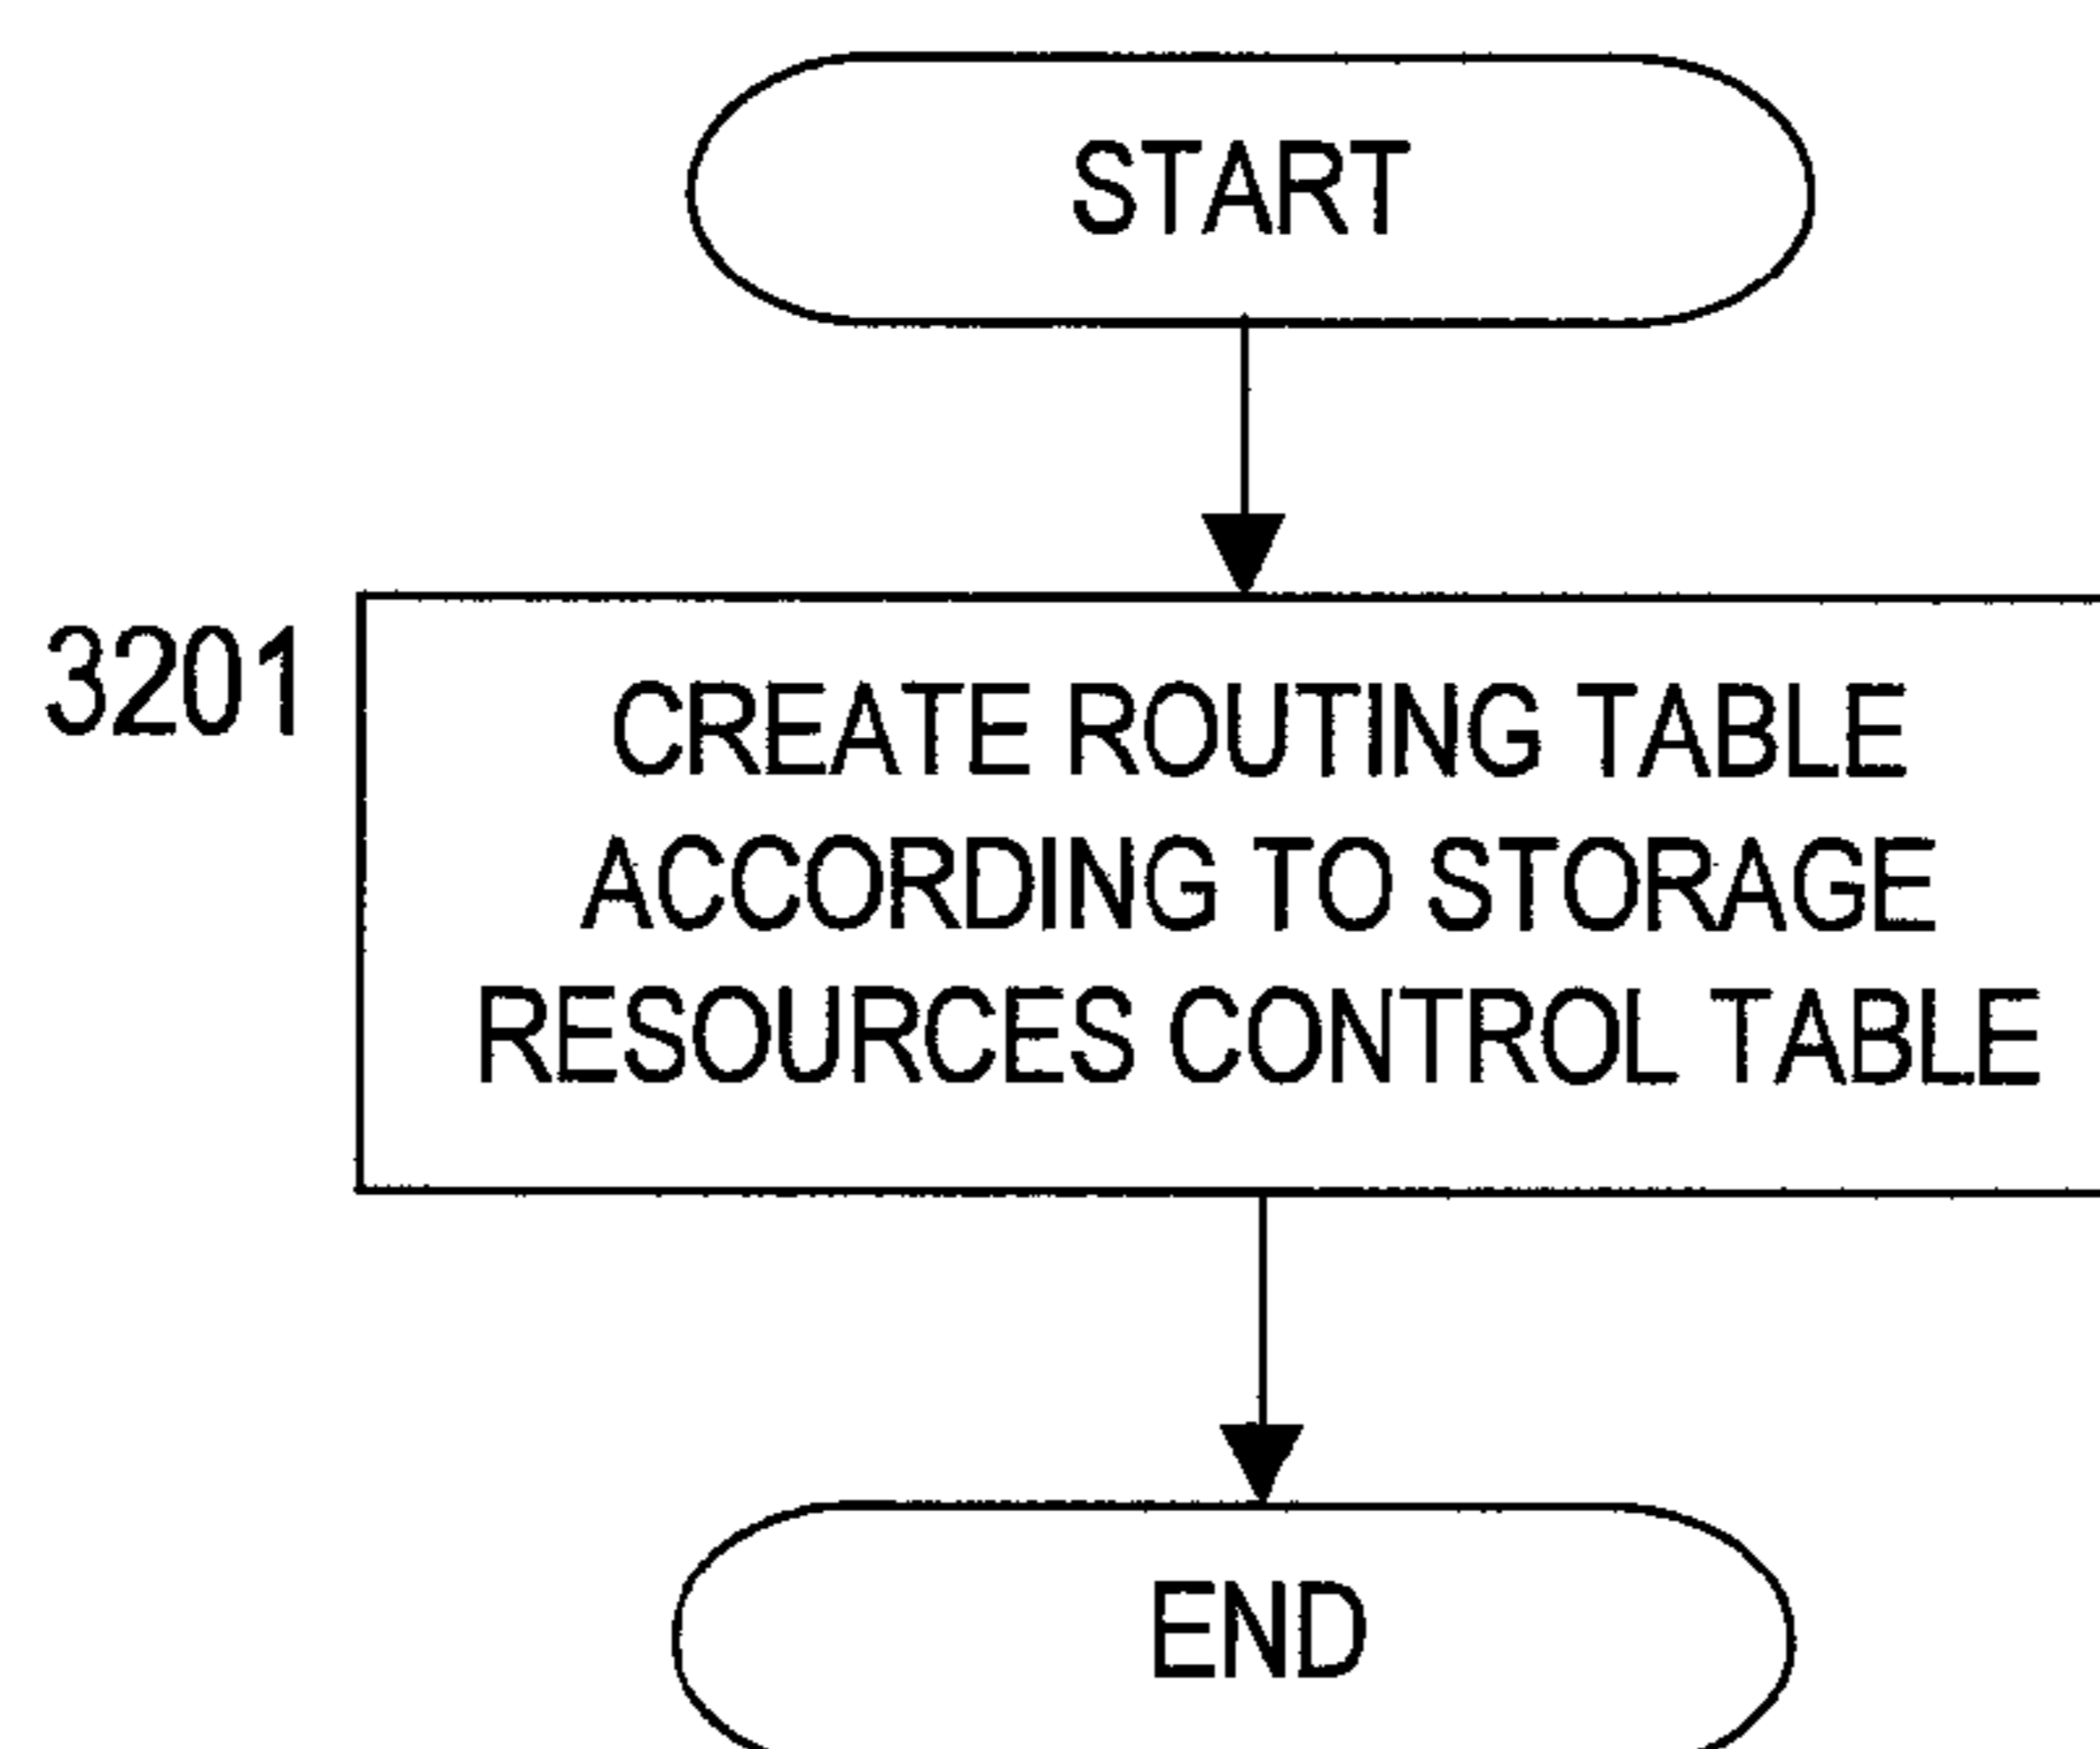 START
3201
CREATE ROUTING TABLE
ACCORDING TO STORAGE
RESOURCES CONTROL TABLE
END